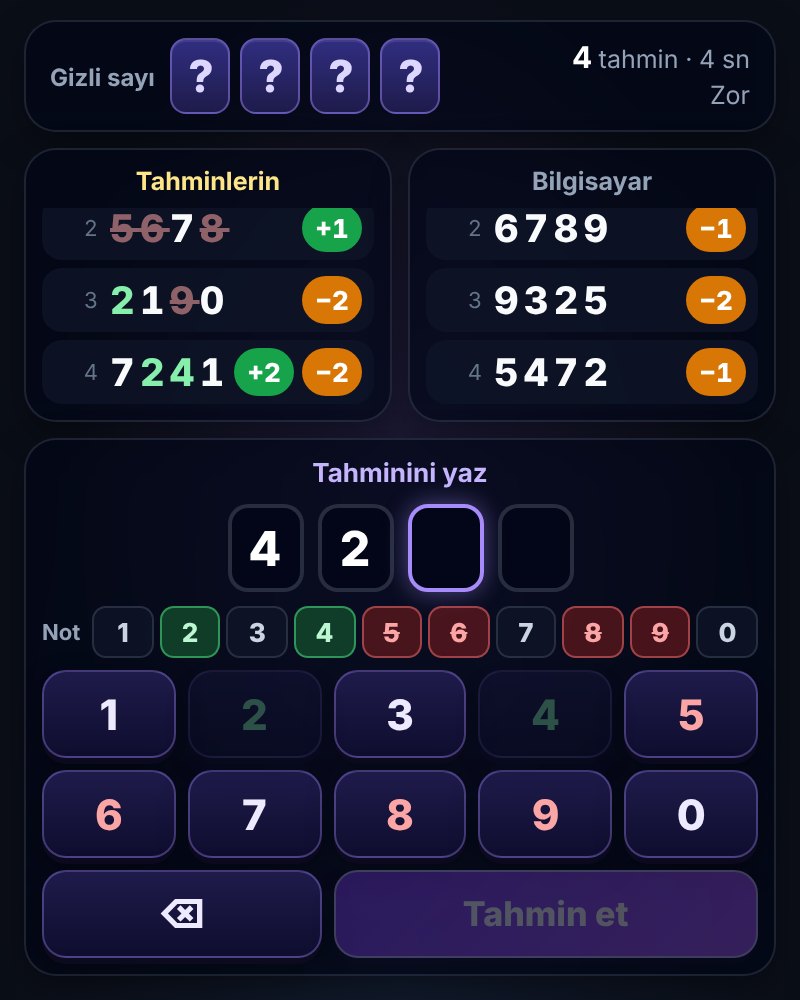 Gizli sayı ? ? ? ? 4 tahmin · 4 sn
Zor
Tahminlerin
2 5678 +1
3 2190 −2
4 7241 +2 −2
Bilgisayar
2 6789 −1
3 9325 −2
4 5472 −1
Tahminini yaz
4 2
Not 1 2 3 4 5 6 7 8 9 0
1 2 3 4 5
6 7 8 9 0
Tahmin et